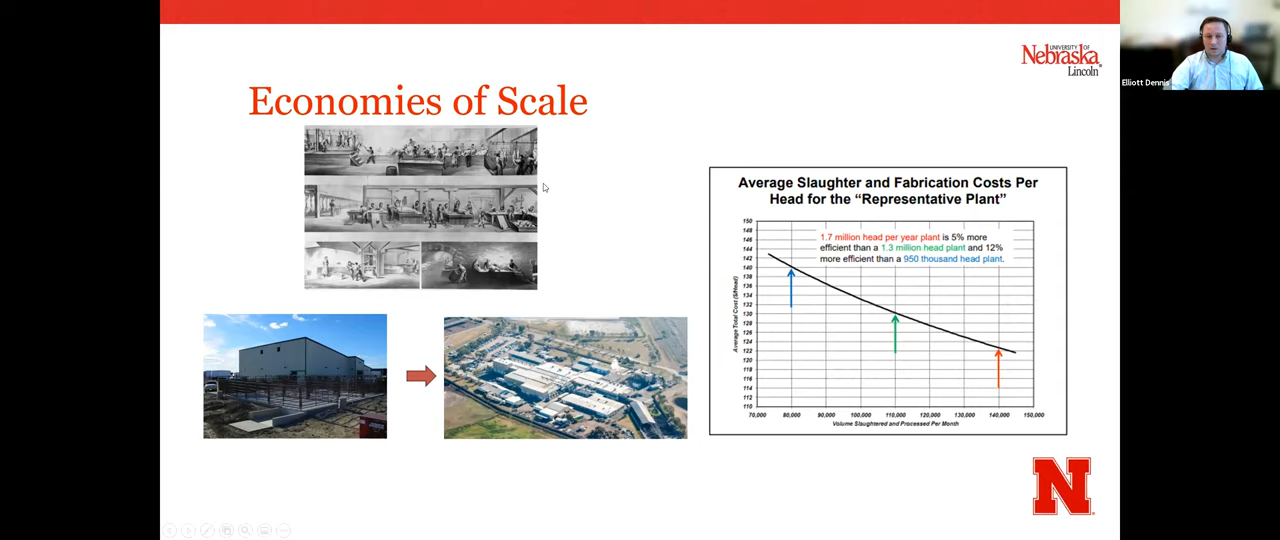 UNIVERSITY OF
Nebraska
Lincoln
Elliott Dennis
Economies of Scale
Average Slaughter and Fabrication Costs Per
Head for the “Representative Plant”
1.7 million head per year plant is 5% more
efficient than a 1.3 million head plant and 12%
more efficient than a 950 thousand head plant.
Average Total Cost ($/Head)
150
148
146
144
142
140
138
136
134
132
130
128
126
124
122
120
118
116
114
112
110
70,000 80,000 90,000 100,000 110,000 120,000 130,000 140,000 150,000
Volume Slaughtered and Processed Per Month
N